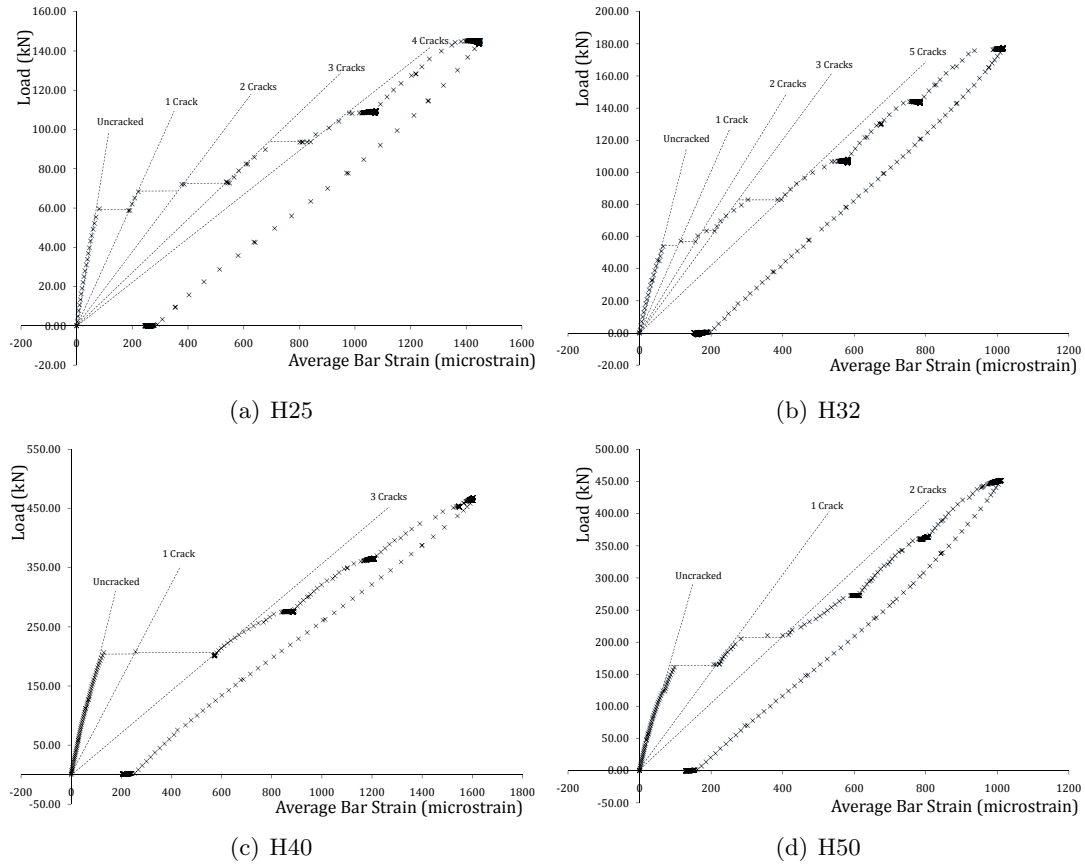 160.00
140.00
120.00
100.00
80.00
60.00
40.00
20.00
0.00
-20.00
Load (kN)
Uncracked
1 Crack
2 Cracks
3 Cracks
4 Cracks
-200 0 200 400 600 800 1000 1200 1400 1600
Average Bar Strain (microstrain)
(a) H25
200.00
180.00
160.00
140.00
120.00
100.00
80.00
60.00
40.00
20.00
0.00
-20.00
Load (kN)
Uncracked
1 Crack
2 Cracks
3 Cracks
5 Cracks
-200 0 200 400 600 800 1000 1200
Average Bar Strain (microstrain)
(b) H32
550.00
450.00
350.00
250.00
150.00
50.00
-50.00
Load (kN)
Uncracked
1 Crack
3 Cracks
-200 0 200 400 600 800 1000 1200 1400 1600 1800
Average Bar Strain (microstrain)
(c) H40
500.00
450.00
400.00
350.00
300.00
250.00
200.00
150.00
100.00
50.00
0.00
-50.00
Load (kN)
Uncracked
1 Crack
2 Cracks
-200 0 200 400 600 800 1000 1200
Average Bar Strain (microstrain)
(d) H50